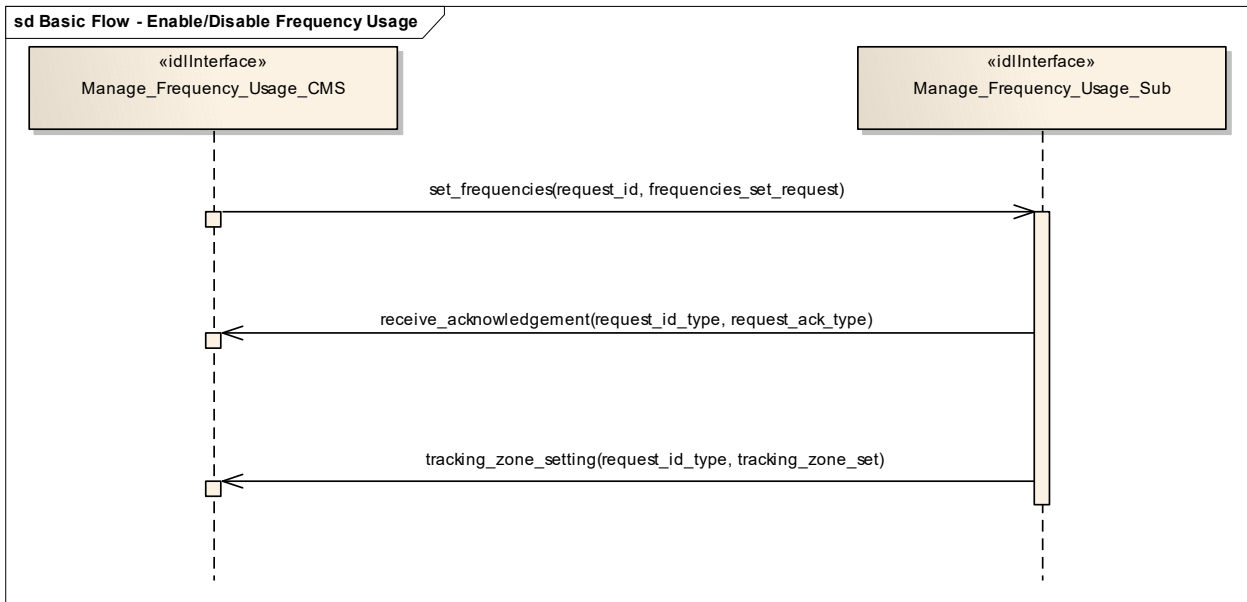 sd Basic Flow - Enable/Disable Frequency Usage
«idlInterface»
Manage_Frequency_Usage_CMS
«idlInterface»
Manage_Frequency_Usage_Sub
set_frequencies(request_id, frequencies_set_request)
receive_acknowledgement(request_id_type, request_ack_type)
tracking_zone_setting(request_id_type, tracking_zone_set)